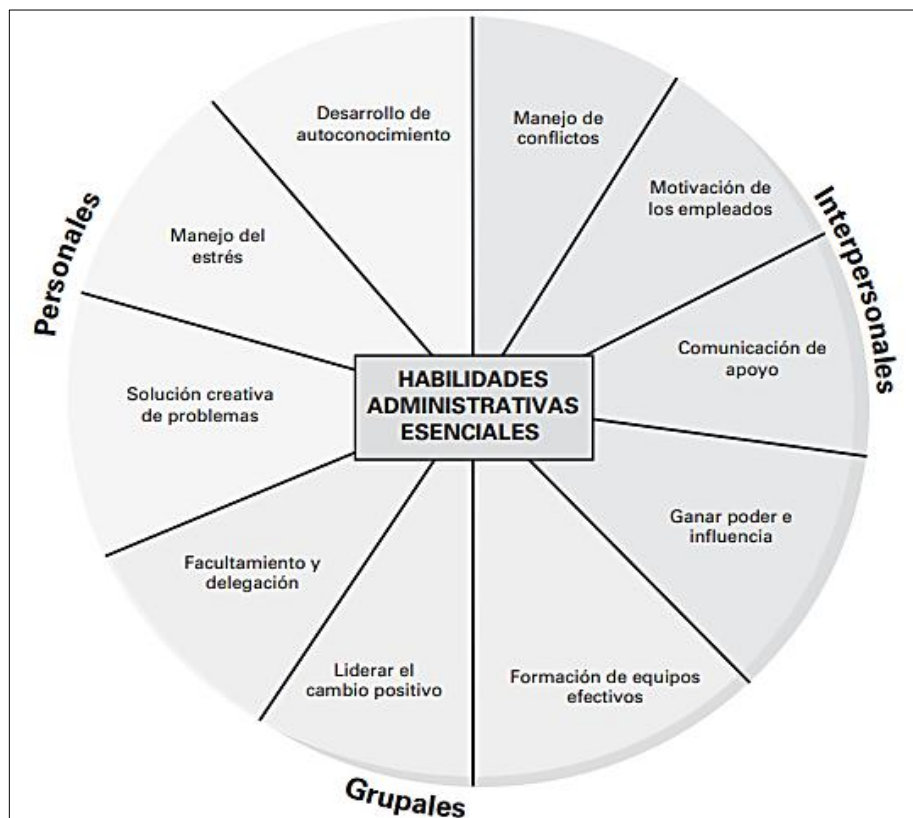 Desarrollo de
autoconocimiento
Manejo de
conflictos
Motivación de
los empleados
Interpersonales
Comunicación de
apoyo
Ganar poder e
influencia
Formación de equipos
efectivos
Liderar el
cambio positivo
Grupales
Facultamiento y
delegación
Solución creativa
de problemas
Manejo del
estrés
Personales
HABILIDADES
ADMINISTRATIVAS
ESENCIALES